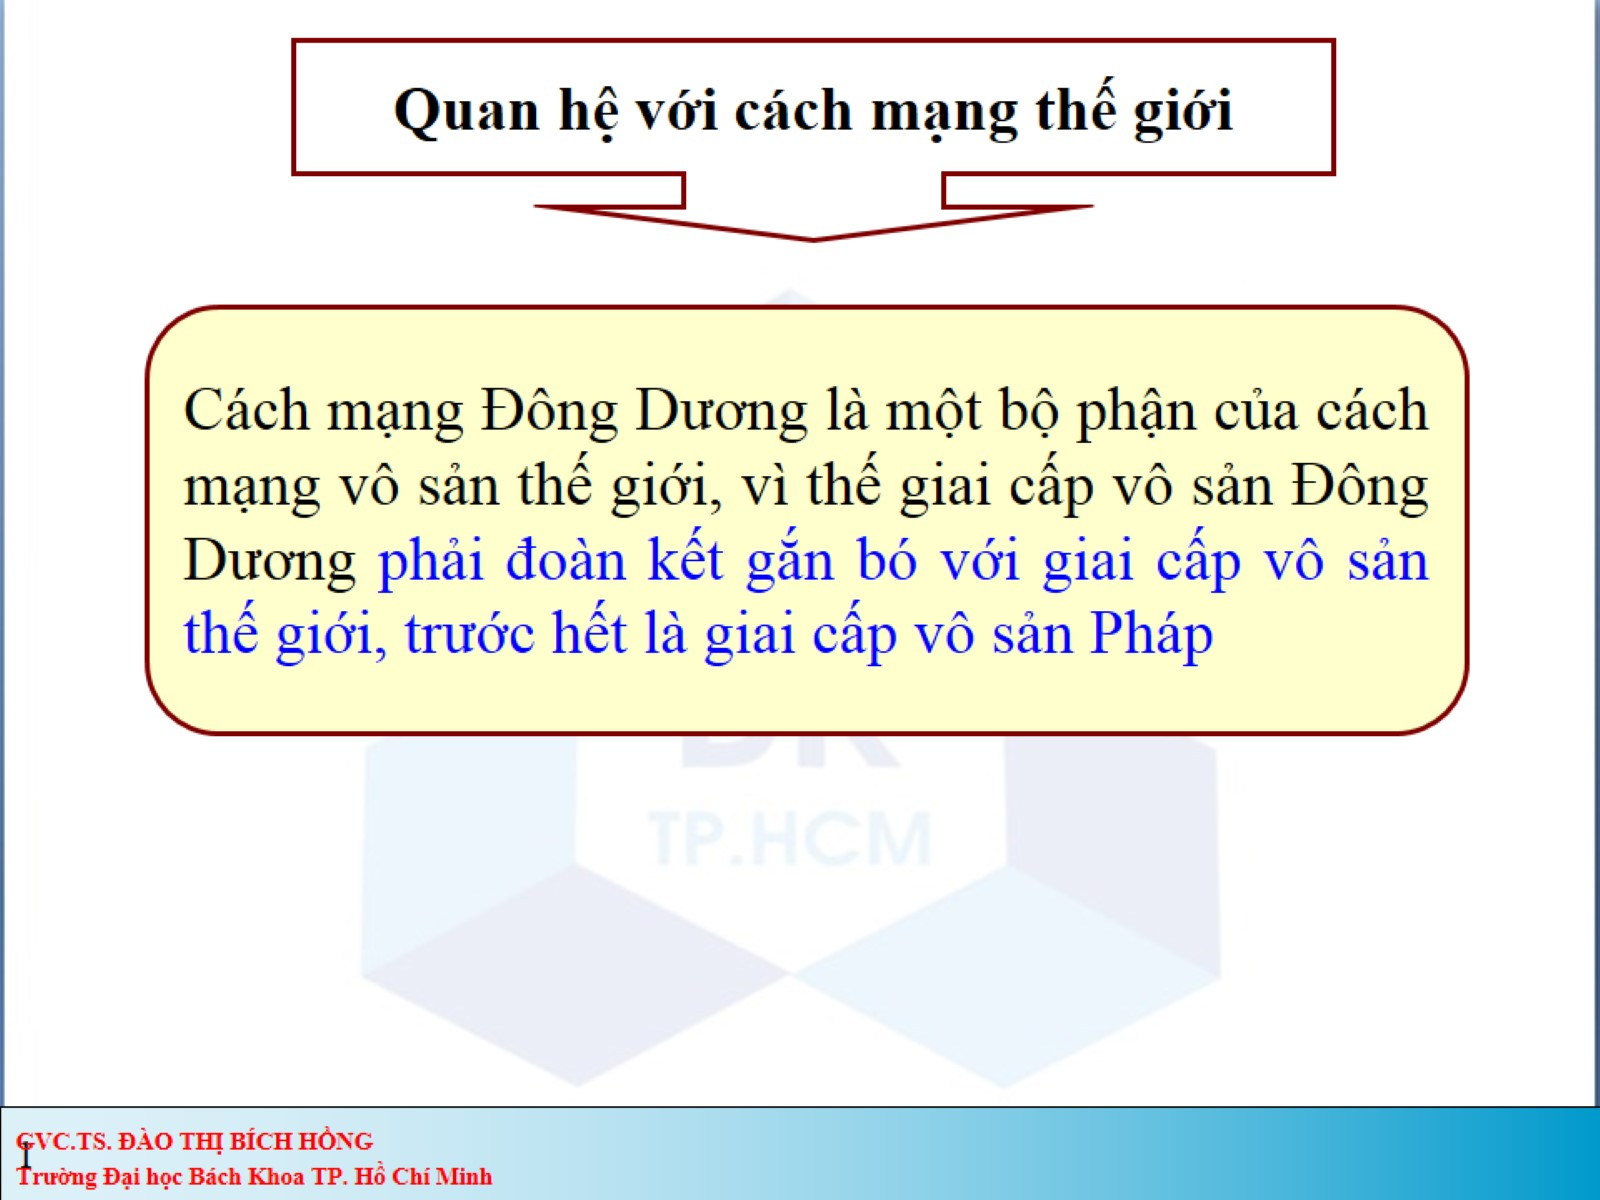 Quan hệ với cách mạng thế giới
Cách mạng Đông Dương là một bộ phận của cách
mạng vô sản thế giới, vì thế giai cấp vô sản Đông
Dương phải đoàn kết gắn bó với giai cấp vô sản
thế giới, trước hết là giai cấp vô sản Pháp
BK
TP.HCM
GVC.TS. ĐÀO THỊ BÍCH HỒNG
1
Trường Đại học Bách Khoa TP. Hồ Chí Minh